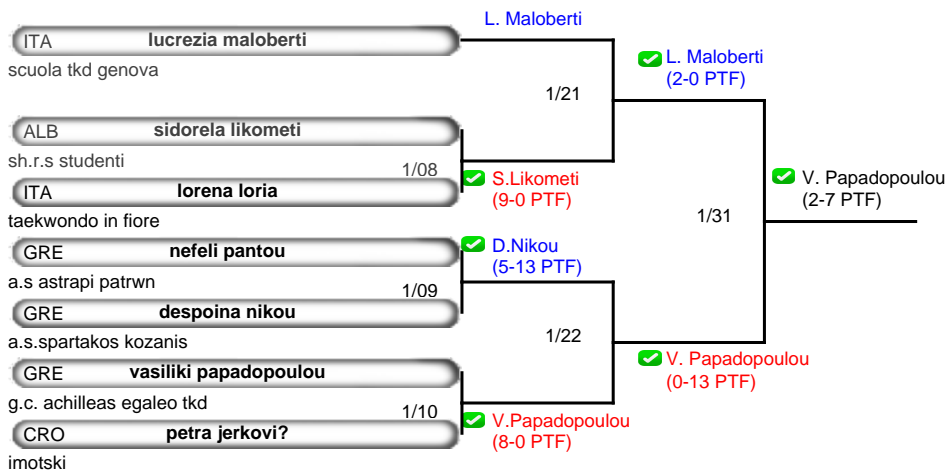 L. Maloberti
ITA lucrezia maloberti
scuola tkd genova
L. Maloberti
(2-0 PTF)
1/21
ALB sidorela likometi
sh.r.s studenti
1/08
ITA lorena loria
taekwondo in fiore
S.Likometi
(9-0 PTF)
V. Papadopoulou
(2-7 PTF)
1/31
GRE nefeli pantou
a.s astrapi patrwn
1/09
GRE despoina nikou
a.s.spartakos kozanis
D.Nikou
(5-13 PTF)
1/22
V. Papadopoulou
(0-13 PTF)
GRE vasiliki papadopoulou
g.c. achilleas egaleo tkd
1/10
CRO petra jerkovi?
imotski
V.Papadopoulou
(8-0 PTF)